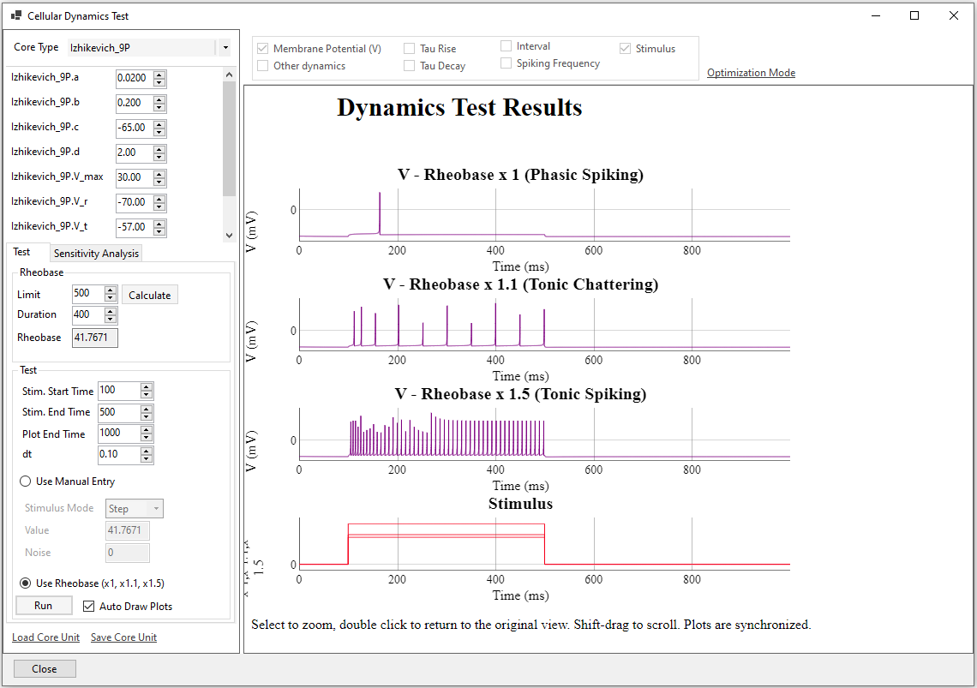 Cellular Dynamics Test
Core Type Izhikevich_9P
Izhikevich_9P.a 0.0200
Izhikevich_9P.b 0.200
Izhikevich_9P.c -65.00
Izhikevich_9P.d 2.00
Izhikevich_9P.V_max 30.00
Izhikevich_9P.V_r -70.00
Izhikevich_9P.V_t -57.00
Test Sensitivity Analysis
Rheobase
Limit 500 Calculate
Duration 400
Rheobase 41.7671
Test
Stim. Start Time 100
Stim. End Time 500
Plot End Time 1000
dt 0.10
Use Manual Entry
Stimulus Mode Step
Value 41.7671
Noise 0
Use Rheobase (x1, x1.1, x1.5)
Run Auto Draw Plots
Load Core Unit Save Core Unit
Close
Membrane Potential (V) Tau Rise Interval Stimulus
Other dynamics Tau Decay Spiking Frequency
Optimization Mode
Dynamics Test Results
V - Rheobase x 1 (Phasic Spiking)
V (mV)
0
0 200 400 600 800
Time (ms)
V - Rheobase x 1.1 (Tonic Chattering)
V (mV)
0
0 200 400 600 800
Time (ms)
V - Rheobase x 1.5 (Tonic Spiking)
V (mV)
0
0 200 400 600 800
Time (ms)
Stimulus
1.5
0
0 200 400 600 800
Time (ms)
Select to zoom, double click to return to the original view. Shift-drag to scroll. Plots are synchronized.